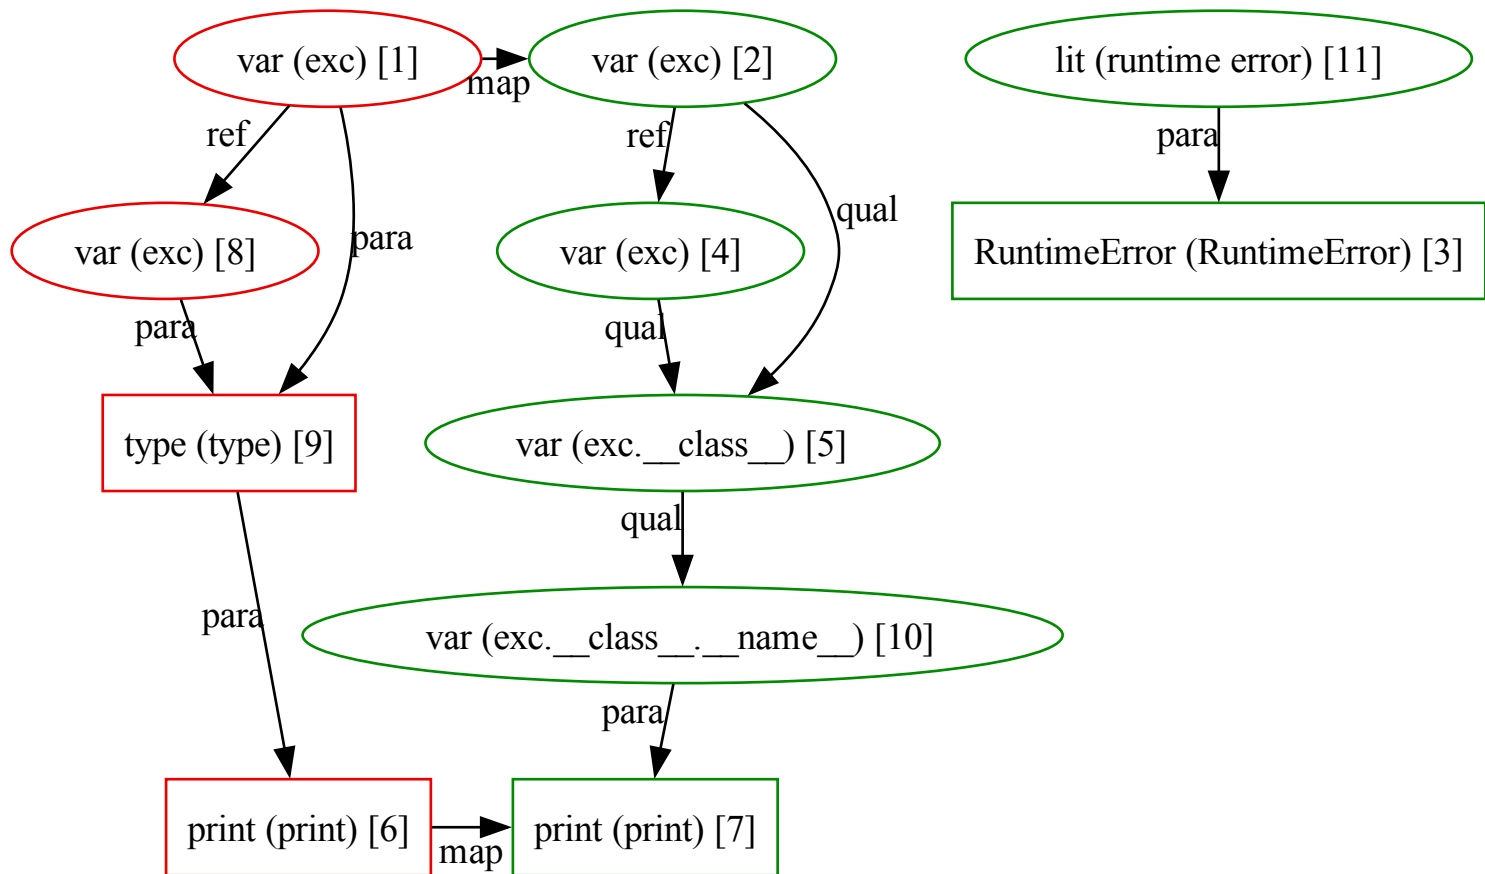 var (exc) [1]
map
var (exc) [2]
lit (runtime error) [11]
ref
ref
para
qual
para
var (exc) [8]
var (exc) [4]
RuntimeError (RuntimeError) [3]
para
qual
type (type) [9]
var (exc.__class__) [5]
qual
para
var (exc.__class__.__name__) [10]
para
print (print) [6]
map
print (print) [7]